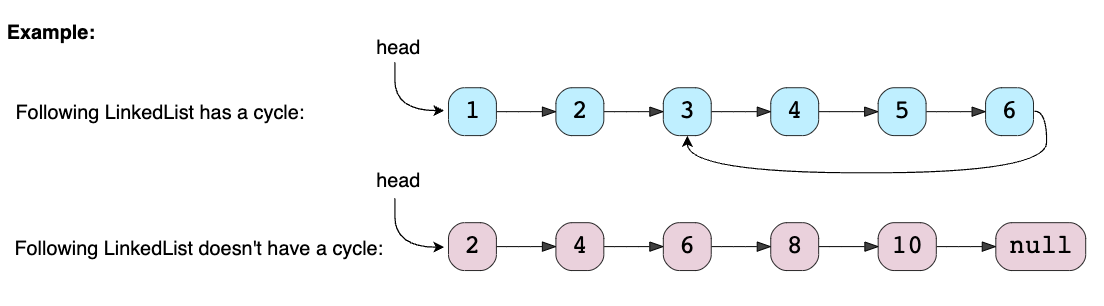 Example:
head
Following LinkedList has a cycle: 1 2 3 4 5 6
head
Following LinkedList doesn't have a cycle: 2 4 6 8 10 null